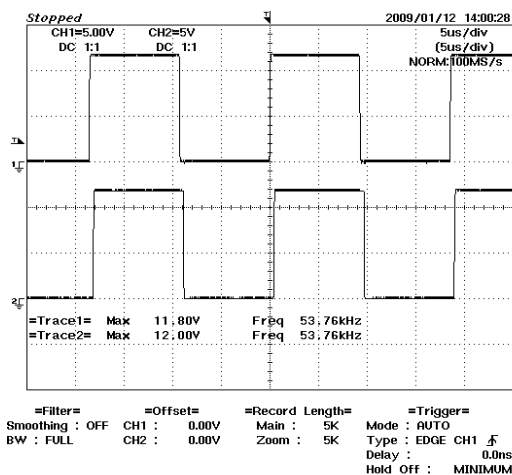 Stopped 2009/01/12 14:00:28
CH1=5.00V CH2=5V 5us/div
DC 1:1 DC 1:1 (5us/div)
NORM:100MS/s
T
T
1
2
=Trace1= Max 11.80V Freq 53.76kHz
=Trace2= Max 12.00V Freq 53.76kHz
=Filter= =Offset= =Record Length= =Trigger=
Smoothing : OFF CH1 : 0.00V Main : 5K Mode : AUTO
BW : FULL CH2 : 0.00V Zoom : 5K Type : EDGE CH1
Delay : 0.0ns
Hold Off : MINIMUM